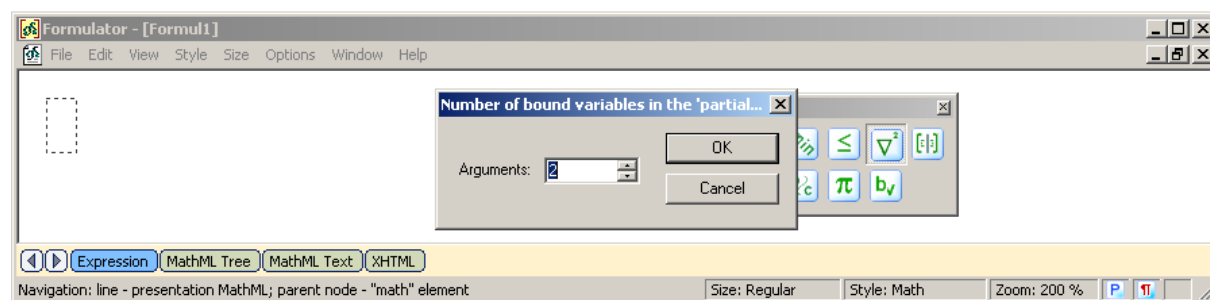 Formulator - [Formul1]
File Edit View Style Size Options Window Help
Number of bound variables in the 'partial...
Arguments: 2
OK
Cancel
≤ ∇²
c π b√
Expression MathML Tree MathML Text XHTML
Navigation: line - presentation MathML; parent node - "math" element Size: Regular Style: Math Zoom: 200 % P ¶